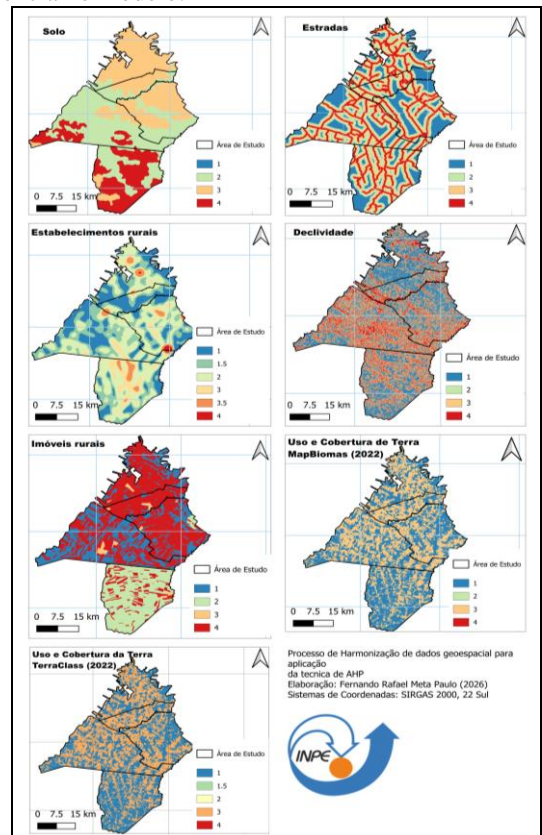 Solo
Área de Estudo
1
2
3
4
0 7.5 15 km
Estradas
Área de Estudo
1
2
3
4
0 7.5 15 km
Estabelecimentos rurais
Área de Estudo
1
1.5
2
3
3.5
4
0 7.5 15 km
Declividade
Área de Estudo
1
2
3
4
0 7.5 15 km
Imóveis rurais
Área de Estudo
1
2
3
4
0 7.5 15 km
Uso e Cobertura de Terra
MapBiomas (2022)
Área de Estudo
1
2
3
4
0 7.5 15 km
Uso e Cobertura da Terra
TerraClass (2022)
Área de Estudo
1
1.5
2
3
4
0 7.5 15 km
Processo de Harmonização de dados geoespacial para
aplicação
da tecnica de AHP
Elaboração: Fernando Rafael Meta Paulo (2026)
Sistemas de Coordenadas: SIRGAS 2000, 22 Sul
INPE